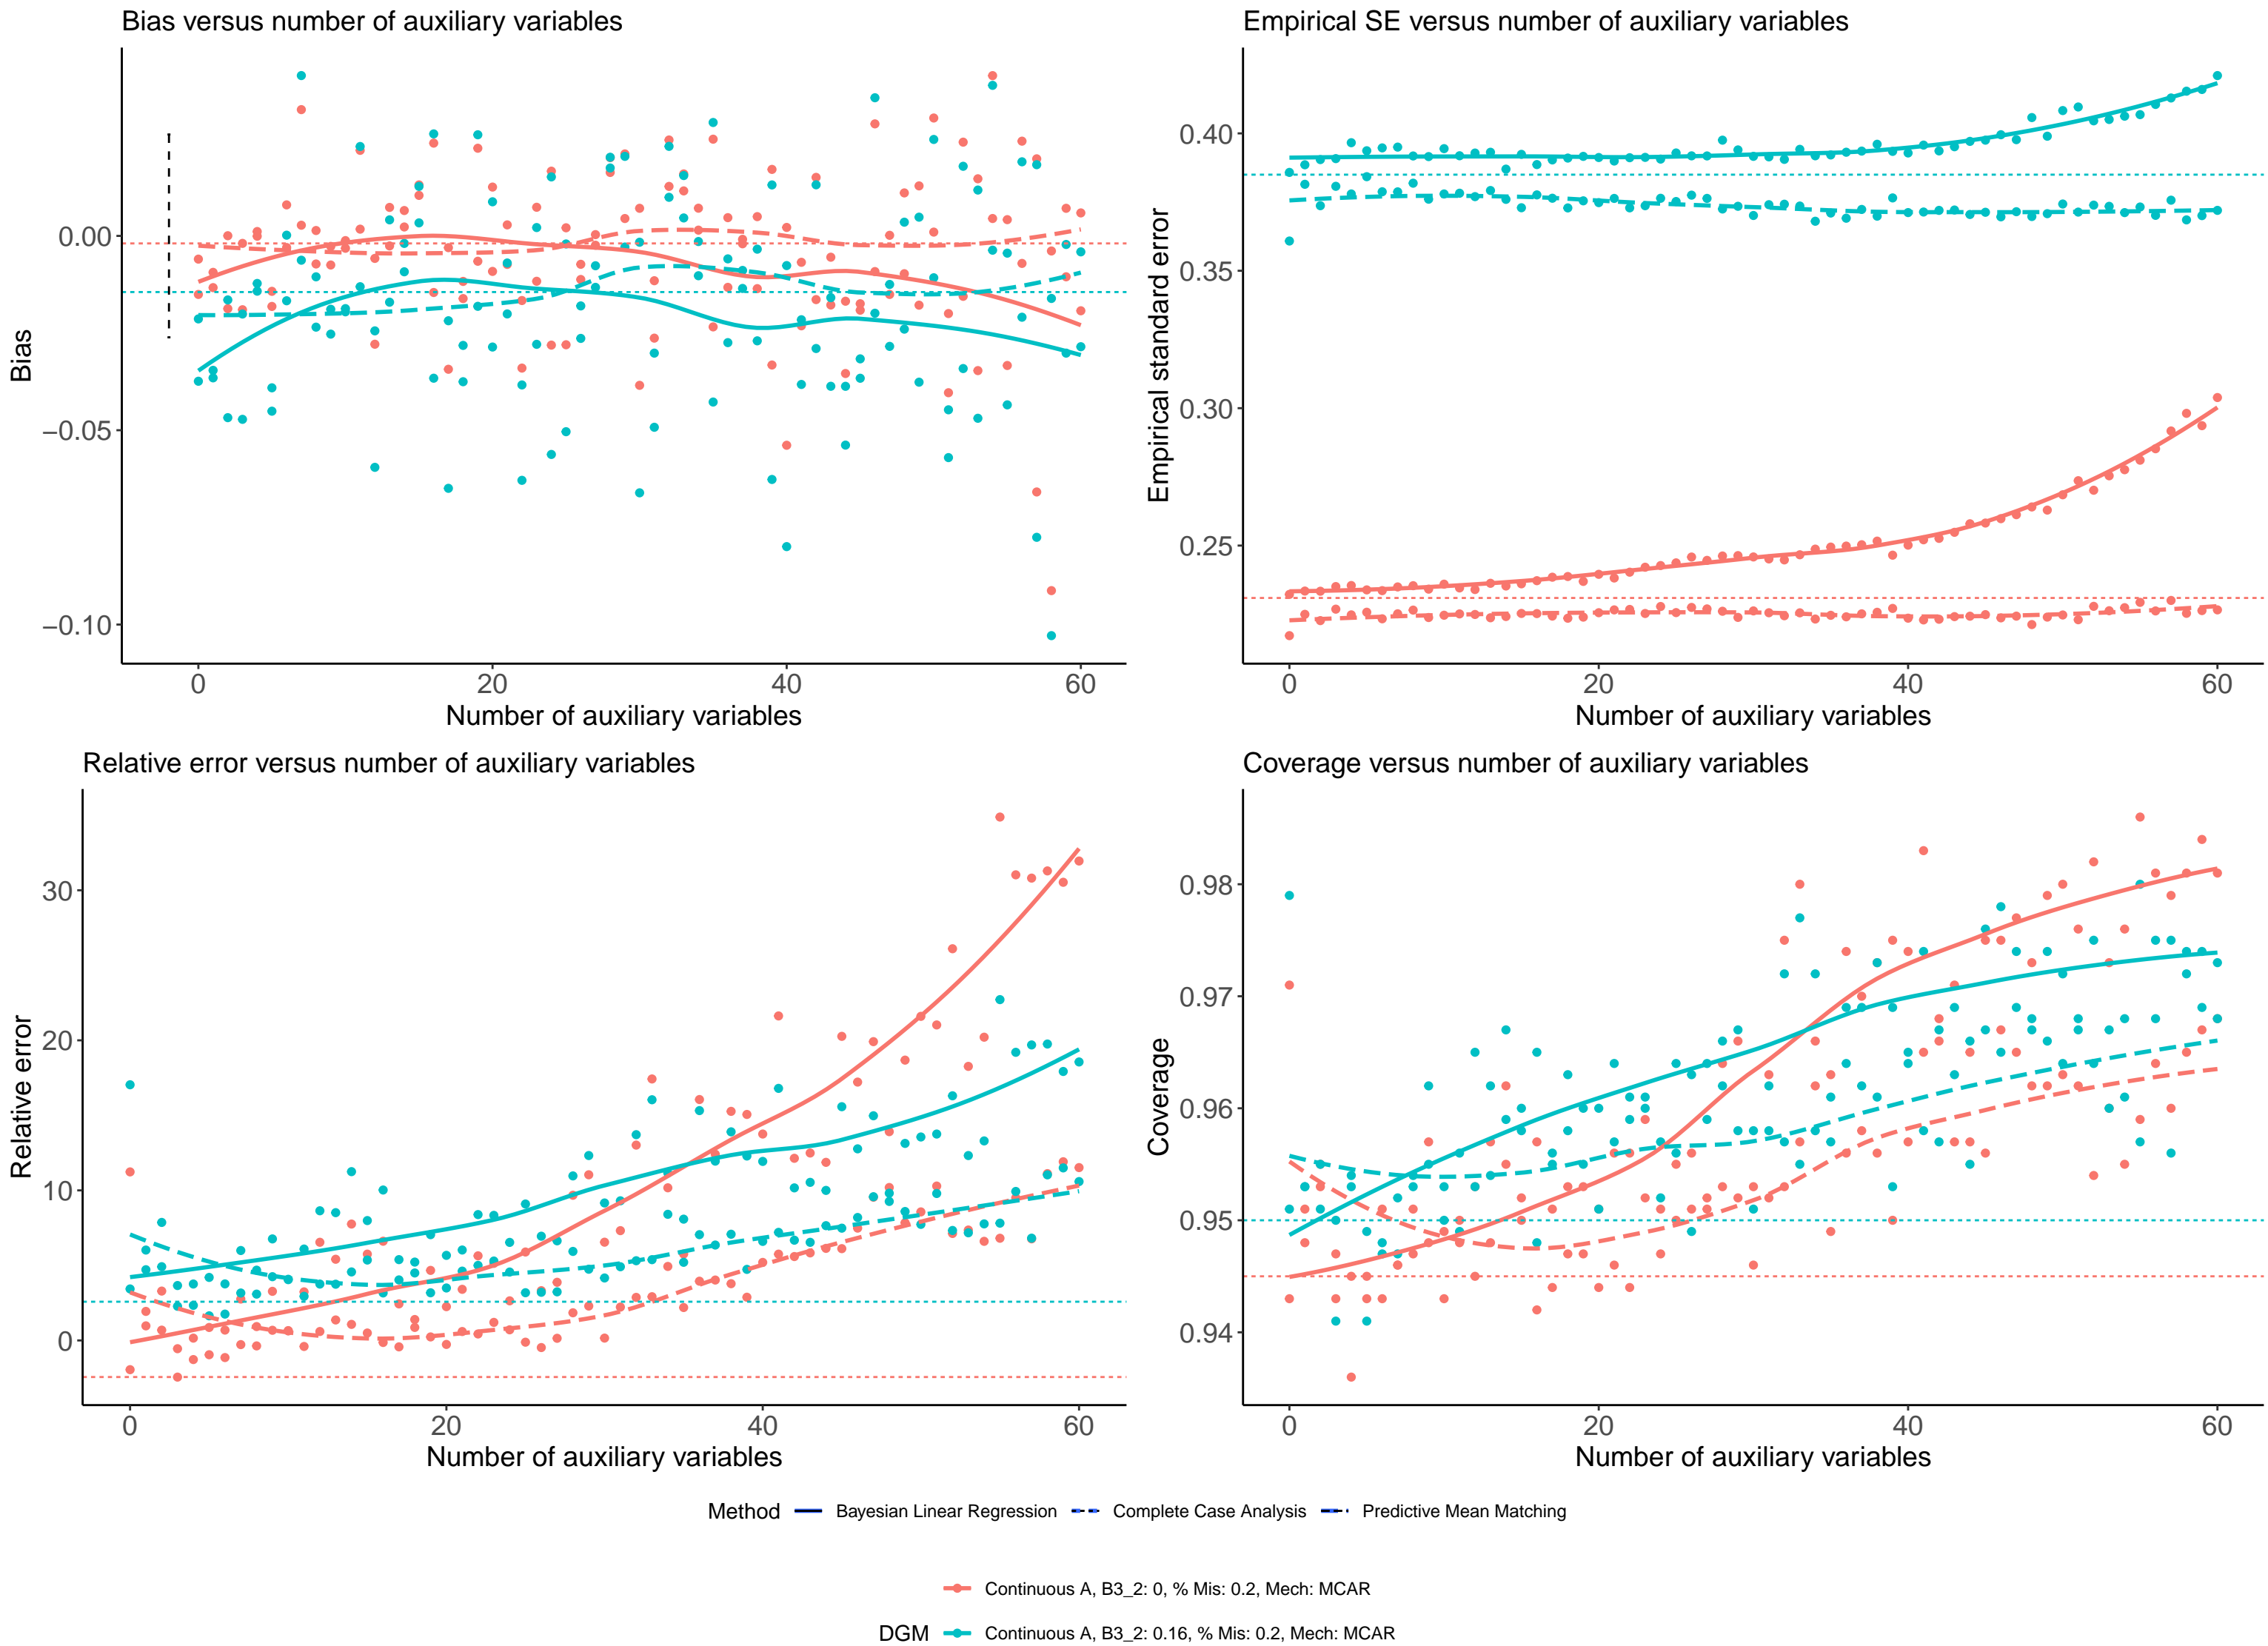 Bias versus number of auxiliary variables
Bias
0.00
−0.05
−0.10
0 20 40 60
Number of auxiliary variables
Empirical SE versus number of auxiliary variables
Empirical standard error
0.40
0.35
0.30
0.25
0 20 40 60
Number of auxiliary variables
Relative error versus number of auxiliary variables
Relative error
30
20
10
0
0 20 40 60
Number of auxiliary variables
Coverage versus number of auxiliary variables
Coverage
0.98
0.97
0.96
0.95
0.94
0 20 40 60
Number of auxiliary variables
Method Bayesian Linear Regression Complete Case Analysis Predictive Mean Matching
Continuous A, B3_2: 0, % Mis: 0.2, Mech: MCAR
DGM Continuous A, B3_2: 0.16, % Mis: 0.2, Mech: MCAR